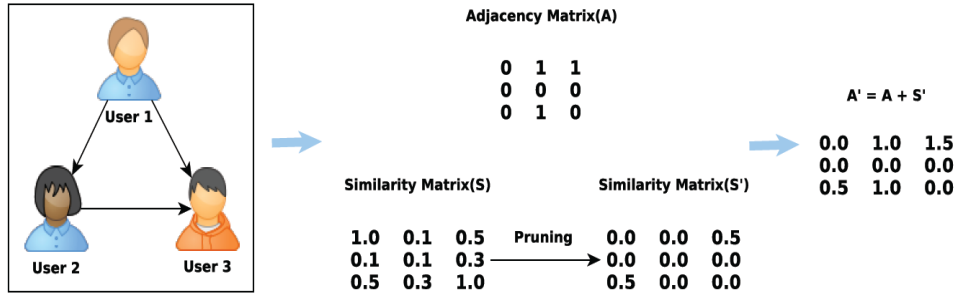 User 1
User 2
User 3
Adjacency Matrix(A)
0 1 1
0 0 0
0 1 0
Similarity Matrix(S)
1.0 0.1 0.5
0.1 0.1 0.3
0.5 0.3 1.0
Pruning
Similarity Matrix(S')
0.0 0.0 0.5
0.0 0.0 0.0
0.5 0.0 0.0
A' = A + S'
0.0 1.0 1.5
0.0 0.0 0.0
0.5 1.0 0.0